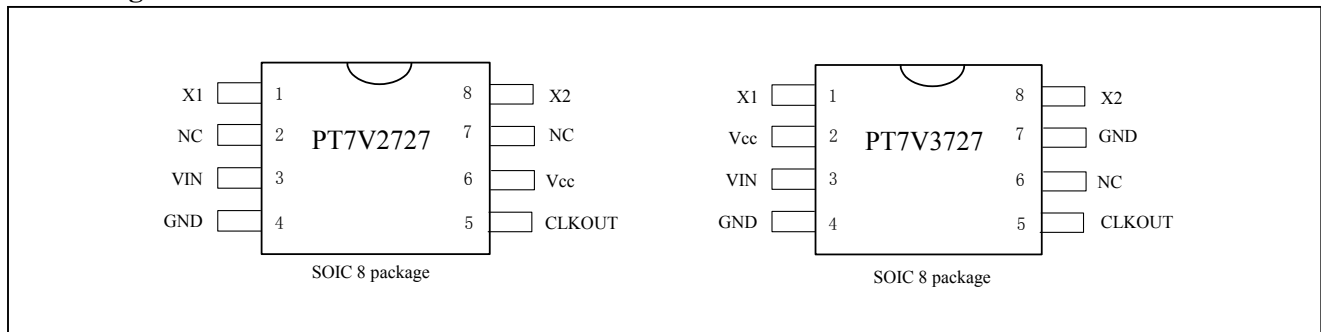 X1 1 8 X2
NC 2 PT7V2727 7 NC
VIN 3 6 Vcc
GND 4 5 CLKOUT
SOIC 8 package
X1 1 8 X2
Vcc 2 PT7V3727 7 GND
VIN 3 6 NC
GND 4 5 CLKOUT
SOIC 8 package